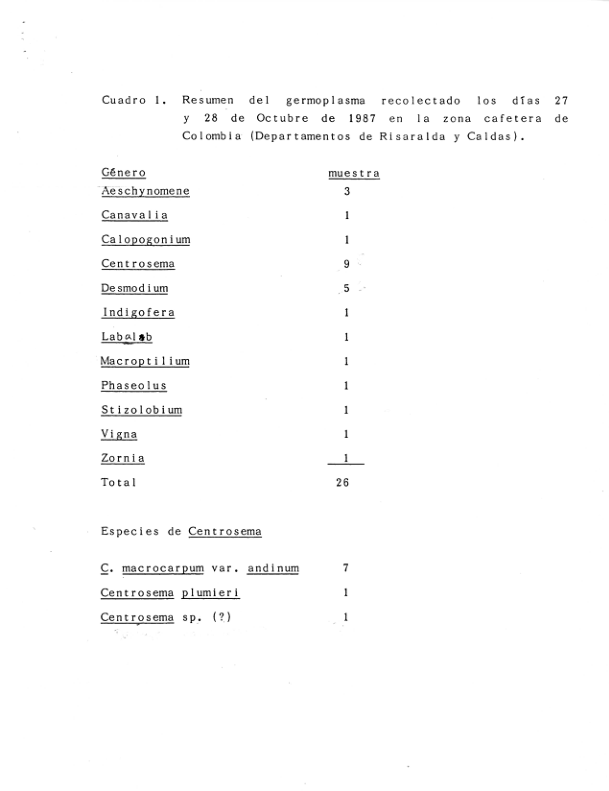 Cuadro 1. Resumen del germoplasma recolectado los días 27
y 28 de Octubre de 1987 en la zona cafetera de
Colombia (Departamentos de Risaralda y Caldas).
Género muestra
Aeschynomene 3
Canavalia 1
Calopogonium 1
Centrosema 9
Desmodium 5
Indigofera 1
Lablab 1
Macroptilium 1
Phaseolus 1
Stizolobium 1
Vigna 1
Zornia 1
Total 26
Especies de Centrosema
C. macrocarpum var. andinum 7
Centrosema plumieri 1
Centrosema sp. (?) 1